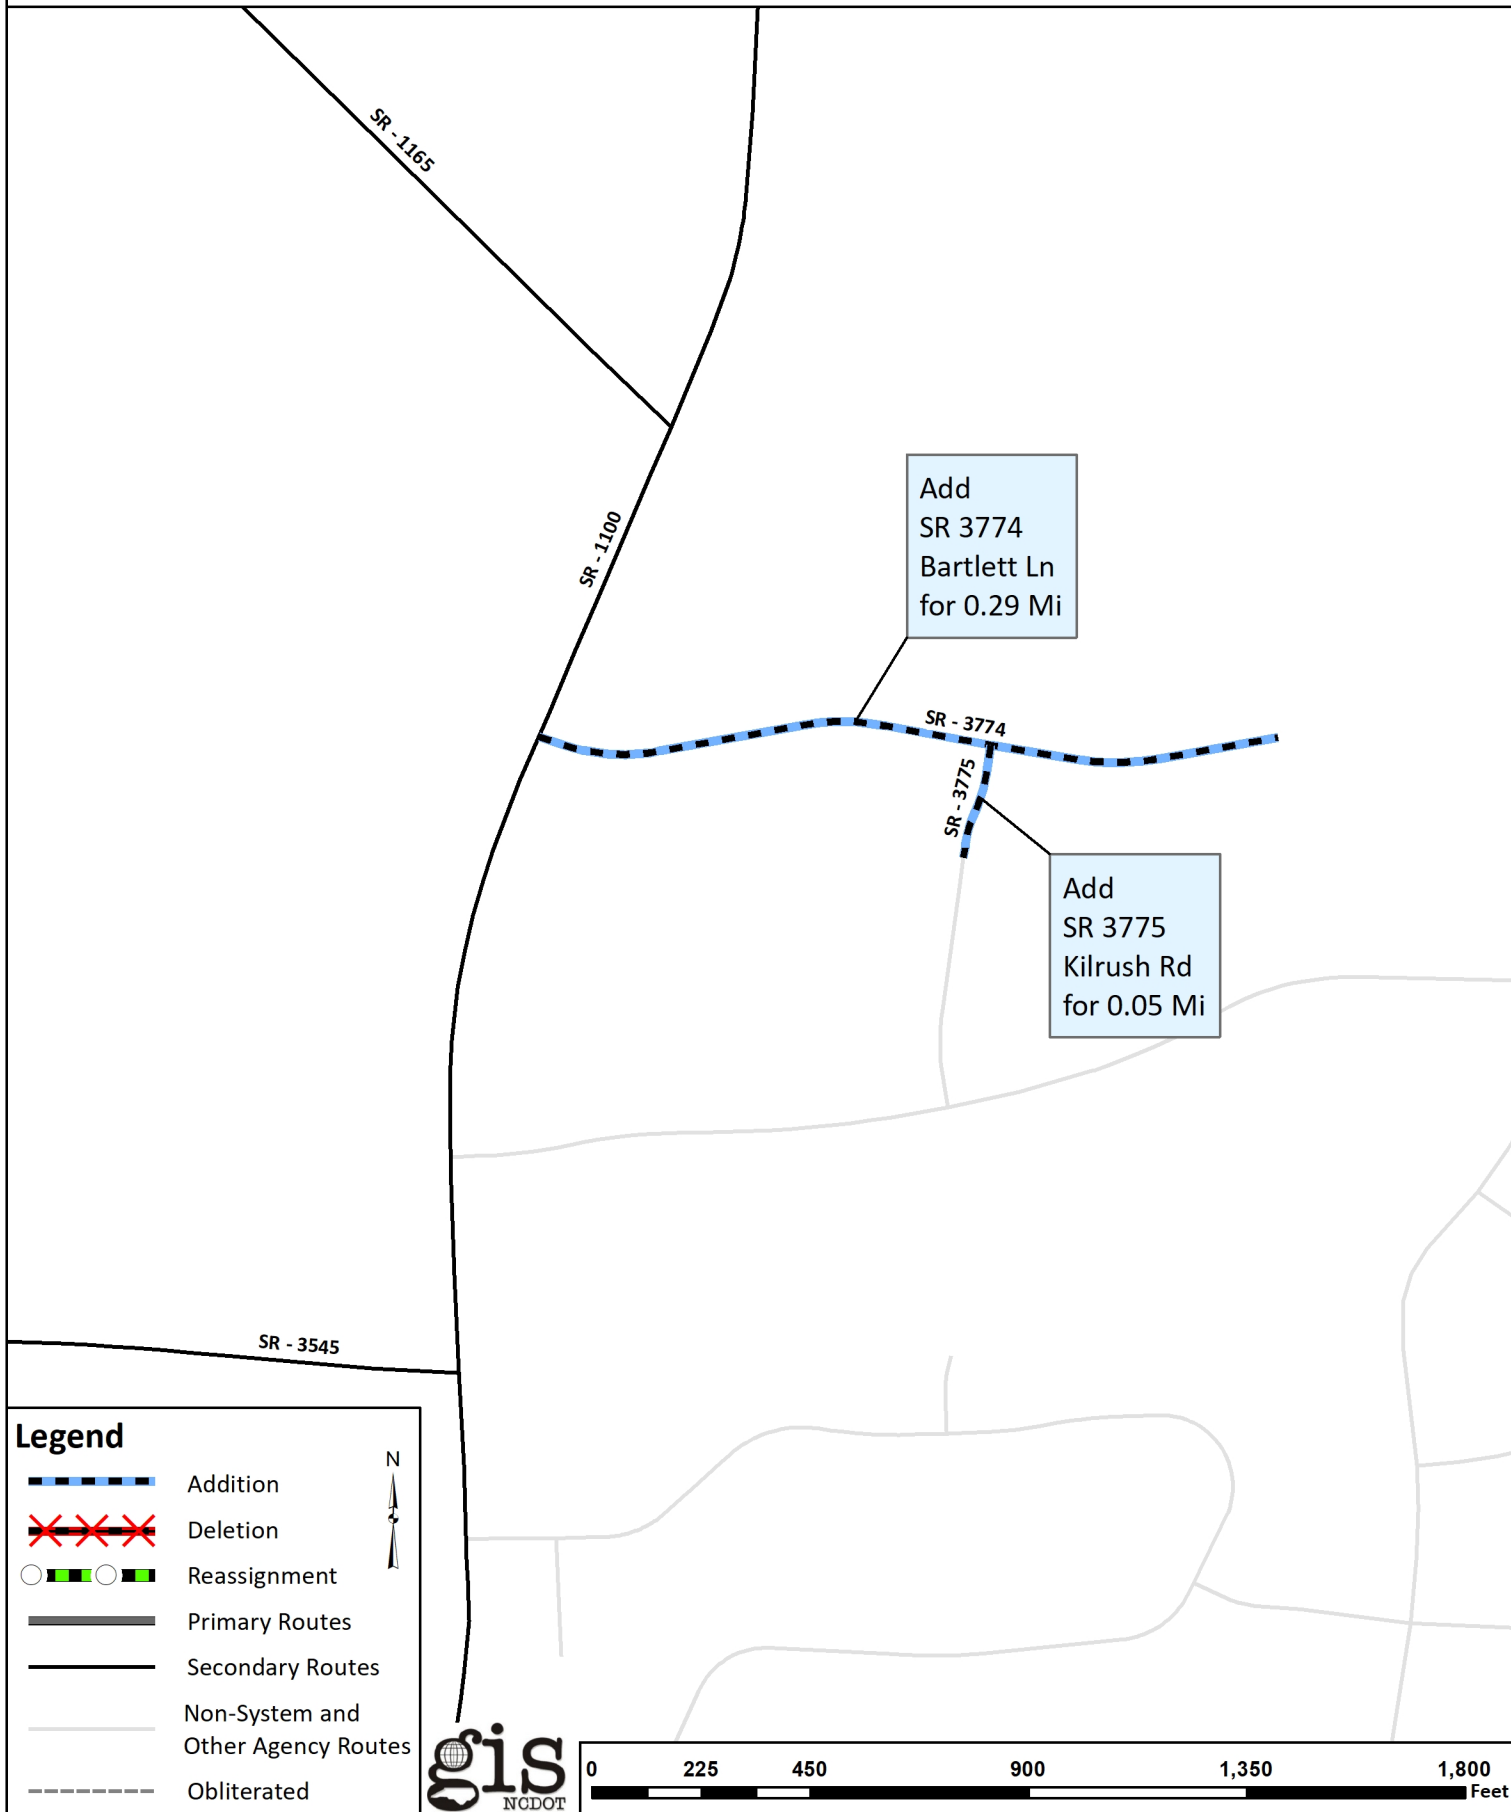 SR - 1165
SR - 1100
Add
SR 3774
Bartlett Ln
for 0.29 Mi
SR - 3774
SR - 3775
Add
SR 3775
Kilrush Rd
for 0.05 Mi
SR - 3545
Legend
N
Addition
Deletion
Reassignment
Primary Routes
Secondary Routes
Non-System and
Other Agency Routes
Obliterated
gis
NCDOT
0 225 450 900 1,350 1,800
Feet